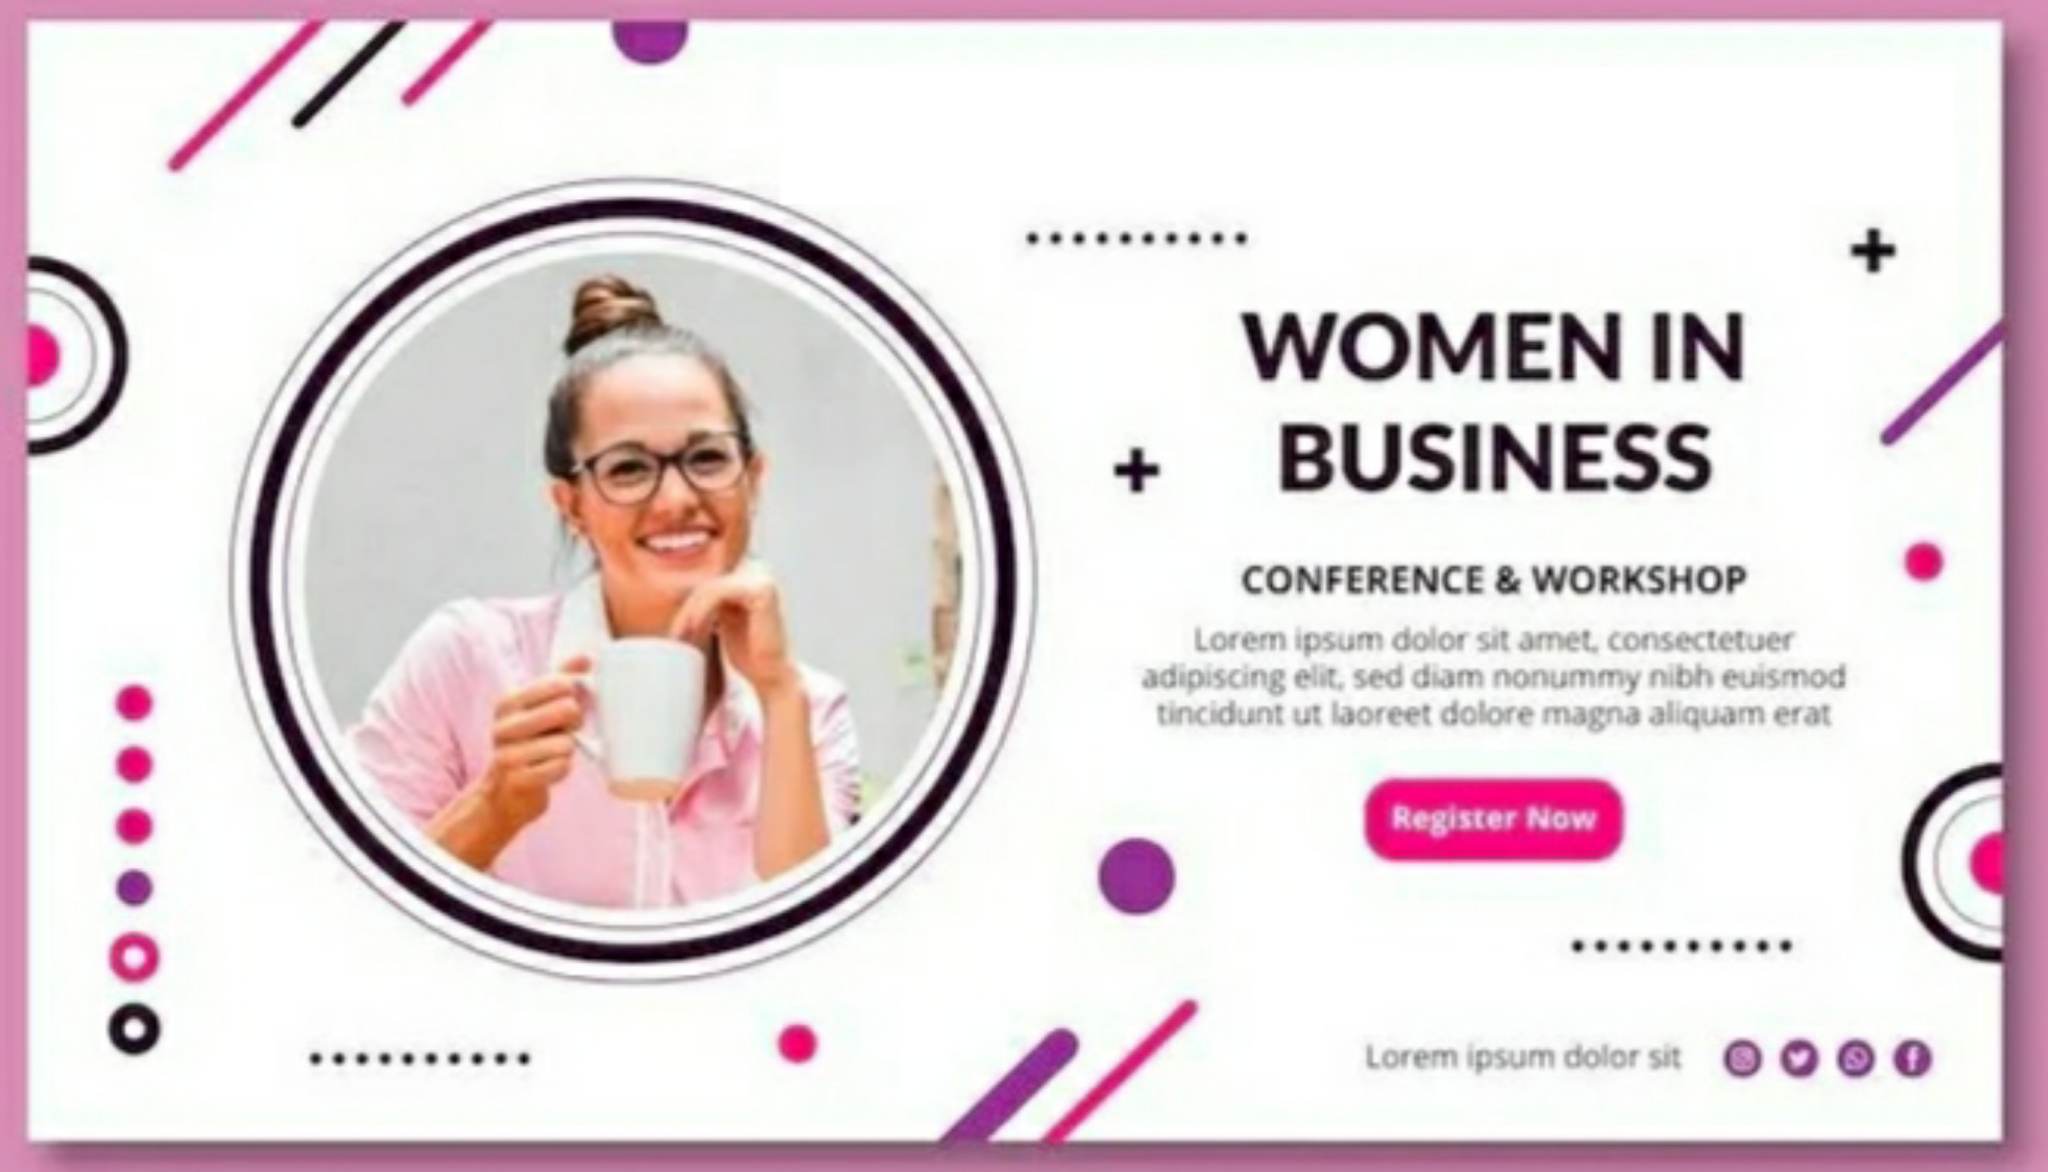 WOMEN IN
BUSINESS
CONFERENCE & WORKSHOP
Lorem ipsum dolor sit amet, consectetuer
adipiscing elit, sed diam nonummy nibh euismod
tincidunt ut laoreet dolore magna aliquam erat
Register Now
Lorem ipsum dolor sit